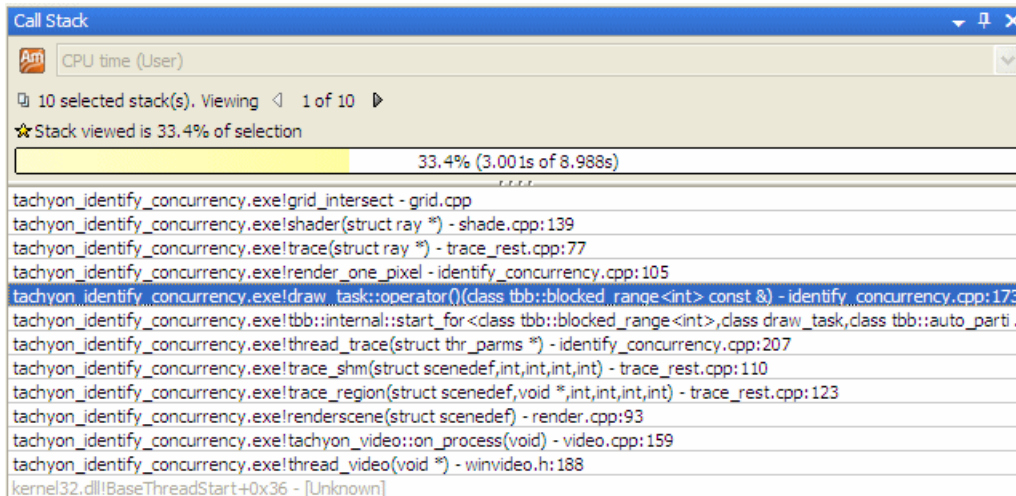 Call Stack
Am CPU time (User)
10 selected stack(s). Viewing 1 of 10
Stack viewed is 33.4% of selection
33.4% (3.001s of 8.988s)
tachyon_identify_concurrency.exe!grid_intersect - grid.cpp
tachyon_identify_concurrency.exe!shader(struct ray *) - shade.cpp:139
tachyon_identify_concurrency.exe!trace(struct ray *) - trace_rest.cpp:77
tachyon_identify_concurrency.exe!render_one_pixel - identify_concurrency.cpp:105
tachyon_identify_concurrency.exe!draw_task::operator()(class tbb::blocked_range<int> const &) - identify_concurrency.cpp:173
tachyon_identify_concurrency.exe!tbb::internal::start_for<class tbb::blocked_range<int>,class draw_task,class tbb::auto_parti .
tachyon_identify_concurrency.exe!thread_trace(struct thr_parms *) - identify_concurrency.cpp:207
tachyon_identify_concurrency.exe!trace_shm(struct scenedef,int,int,int,int) - trace_rest.cpp:110
tachyon_identify_concurrency.exe!trace_region(struct scenedef,void *,int,int,int,int) - trace_rest.cpp:123
tachyon_identify_concurrency.exe!renderscene(struct scenedef) - render.cpp:93
tachyon_identify_concurrency.exe!tachyon_video::on_process(void) - video.cpp:159
tachyon_identify_concurrency.exe!thread_video(void *) - winvideo.h:188
kernel32.dll!BaseThreadStart+0x36 - [Unknown]